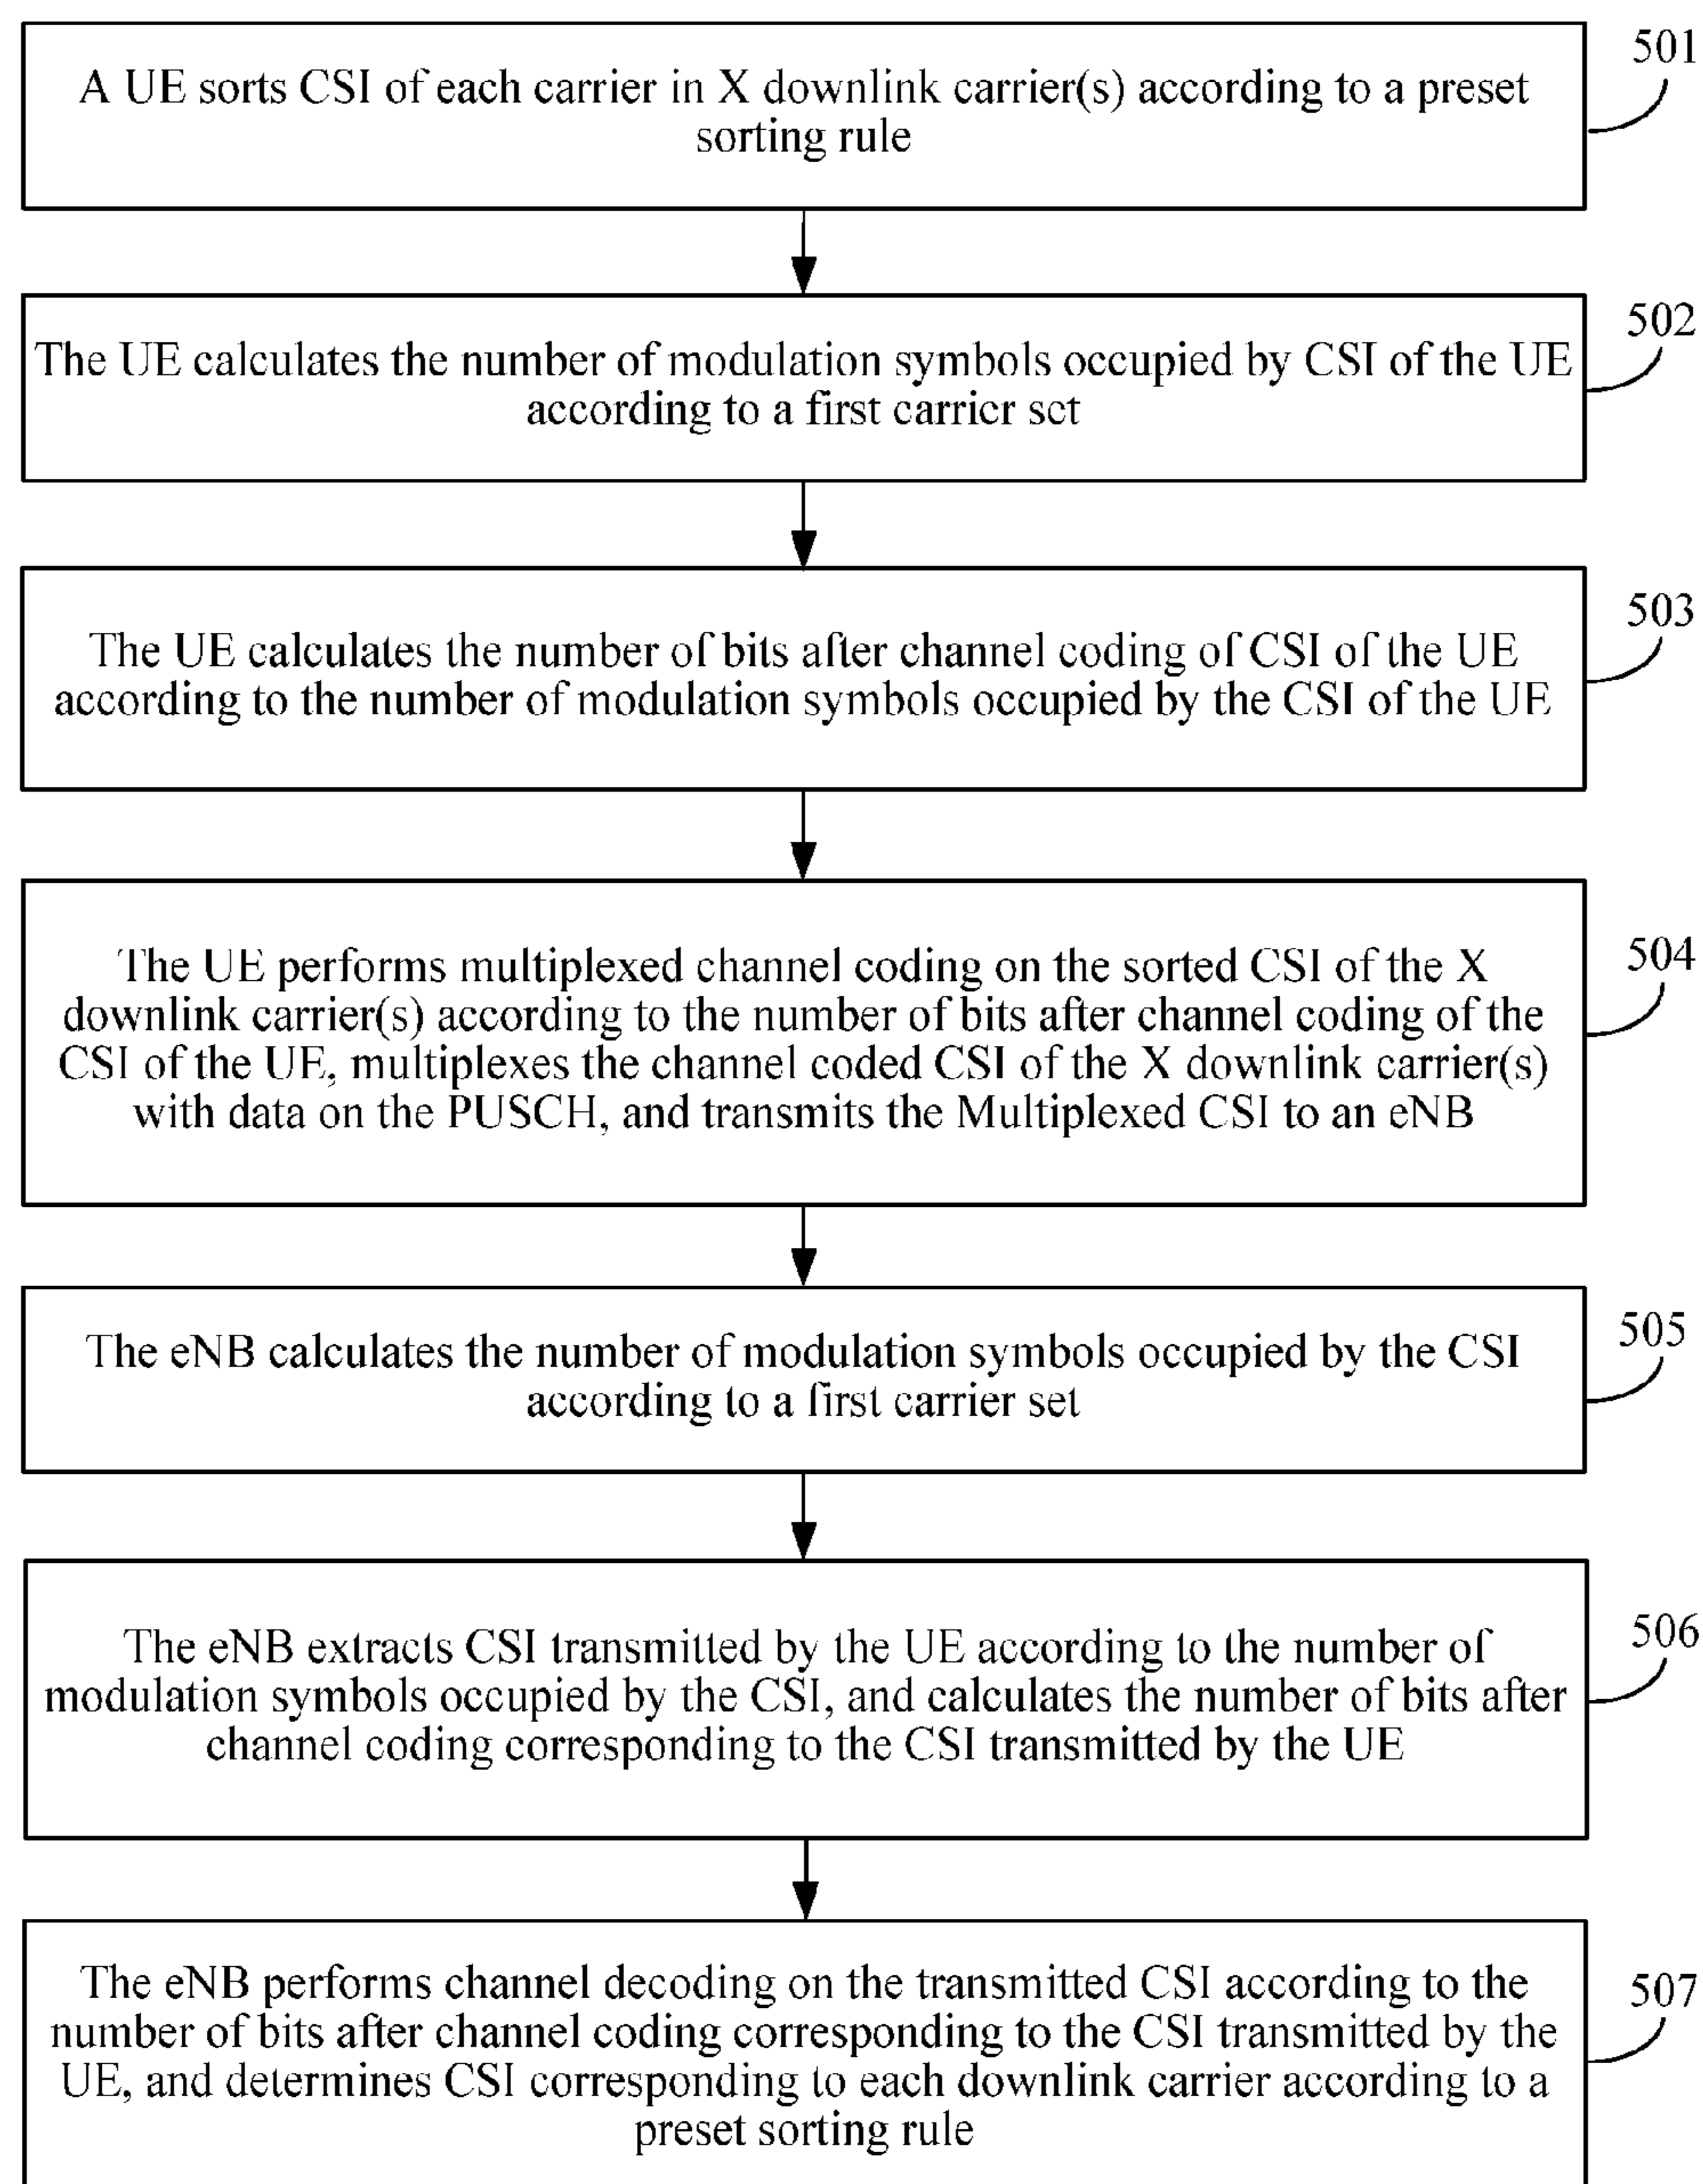 A UE sorts CSI of each carrier in X downlink carrier(s) according to a preset
sorting rule
501
The UE calculates the number of modulation symbols occupied by CSI of the UE
according to a first carrier set
502
The UE calculates the number of bits after channel coding of CSI of the UE
according to the number of modulation symbols occupied by the CSI of the UE
503
The UE performs multiplexed channel coding on the sorted CSI of the X
downlink carrier(s) according to the number of bits after channel coding of the
CSI of the UE, multiplexes the channel coded CSI of the X downlink carrier(s)
with data on the PUSCH, and transmits the Multiplexed CSI to an eNB
504
The eNB calculates the number of modulation symbols occupied by the CSI
according to a first carrier set
505
The eNB extracts CSI transmitted by the UE according to the number of
modulation symbols occupied by the CSI, and calculates the number of bits after
channel coding corresponding to the CSI transmitted by the UE
506
The eNB performs channel decoding on the transmitted CSI according to the
number of bits after channel coding corresponding to the CSI transmitted by the
UE, and determines CSI corresponding to each downlink carrier according to a
preset sorting rule
507